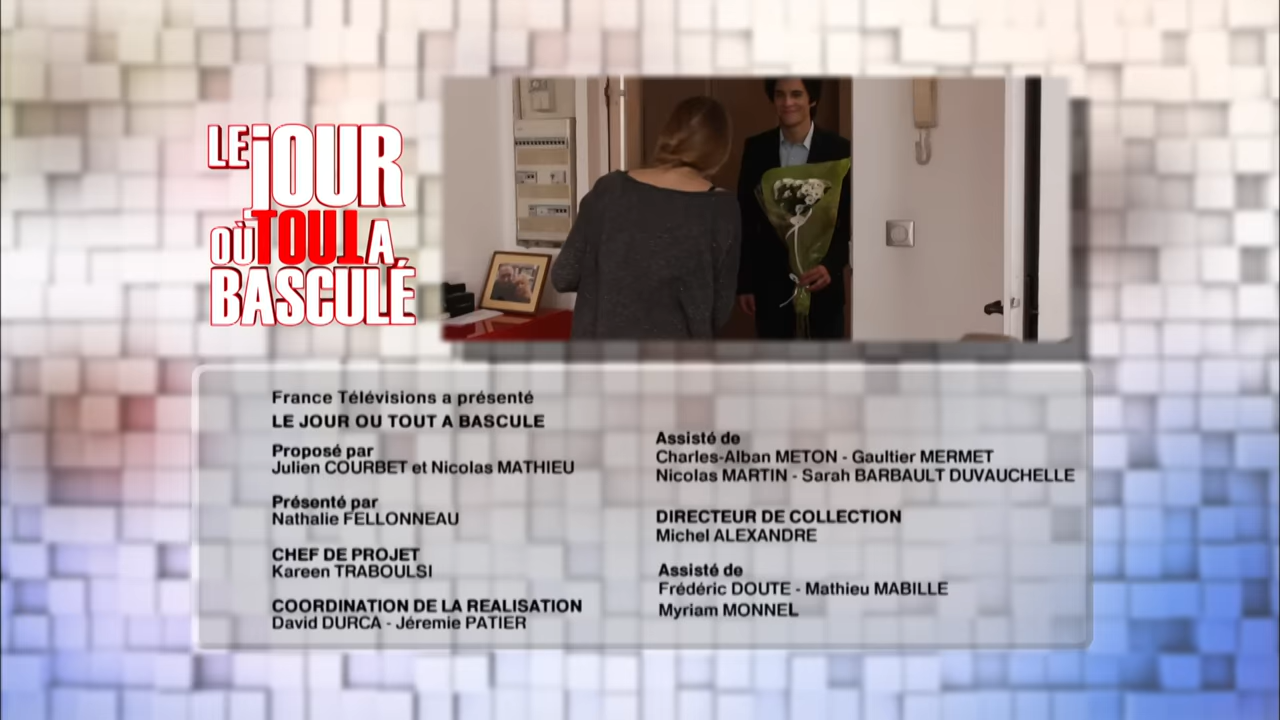 LE JOUR
OÙ TOUT A
BASCULÉ
France Télévisions a présenté
LE JOUR OU TOUT A BASCULE
Proposé par
Julien COURBET et Nicolas MATHIEU
Présenté par
Nathalie FELLONNEAU
CHEF DE PROJET
Kareen TRABOULSI
COORDINATION DE LA REALISATION
David DURCA - Jéremie PATIER
Assisté de
Charles-Alban METON - Gaultier MERMET
Nicolas MARTIN - Sarah BARBAULT DUVAUCHELLE
DIRECTEUR DE COLLECTION
Michel ALEXANDRE
Assisté de
Frédéric DOUTE - Mathieu MABILLE
Myriam MONNEL